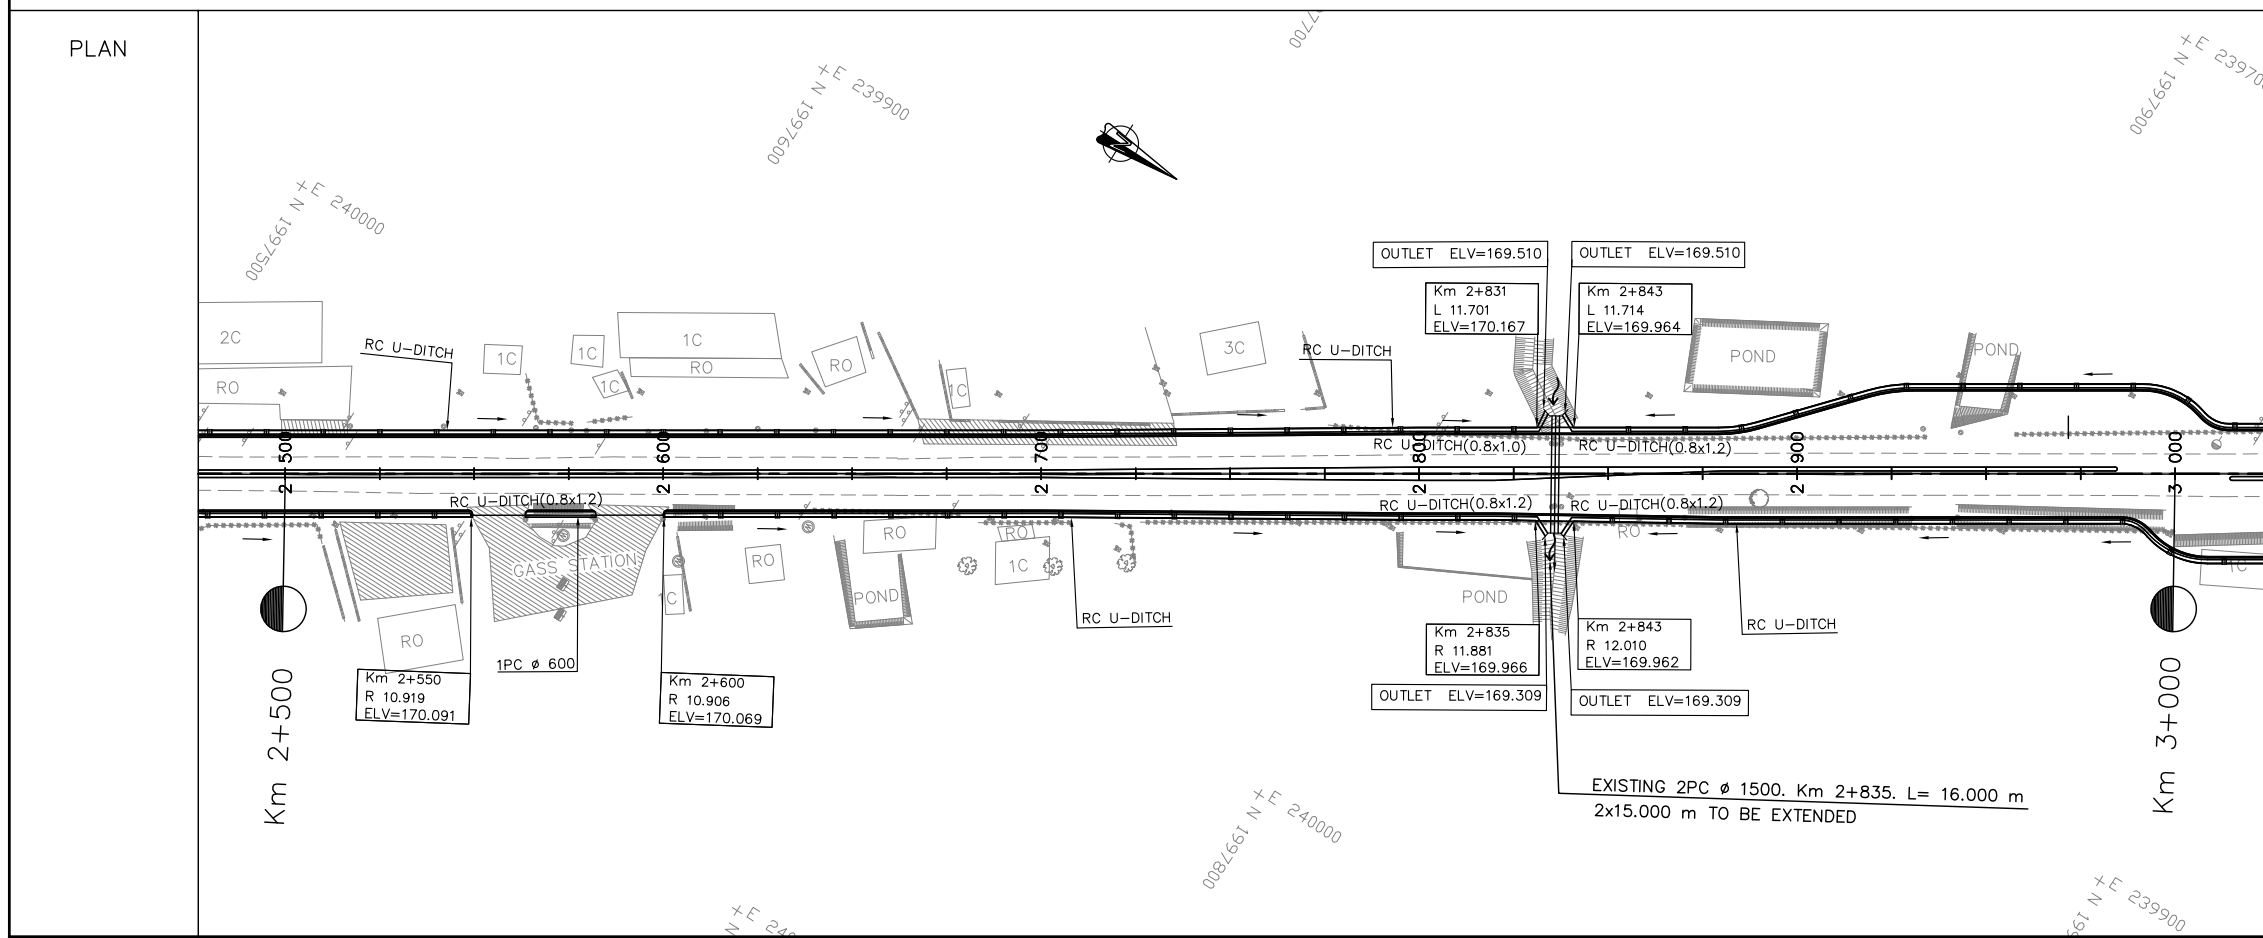 PLAN
E 239900
N 1997600
E 240000
N 1997500
N 1997900
OUTLET ELV=169.510
OUTLET ELV=169.510
Km 2+831
L 11.701
ELV=170.167
Km 2+843
L 11.714
ELV=169.964
2C
RC U-DITCH
1C
1C
1C
RO
RO
3C
RC U-DITCH
POND
POND
RO
1C
1C
2 500
2 600
2 700
2 800
2 900
3 000
RC U-DITCH(0.8x1.0)
RC U-DITCH(0.8x1.2)
RC U-DITCH(0.8x1.2)
RC U-DITCH(0.8x1.2)
RC U-DITCH(0.8x1.2)
GASS STATION
RO
RO
RO
1C
RO
1C
1C
RO
POND
POND
RC U-DITCH
RC U-DITCH
1PC ø 600
Km 2+550
R 10.919
ELV=170.091
Km 2+600
R 10.906
ELV=170.069
Km 2+835
R 11.881
ELV=169.966
Km 2+843
R 12.010
ELV=169.962
OUTLET ELV=169.309
OUTLET ELV=169.309
Km 2+500
Km 3+000
EXISTING 2PC ø 1500. Km 2+835. L= 16.000 m
2x15.000 m TO BE EXTENDED
E 240000
N 1997800
E 239900